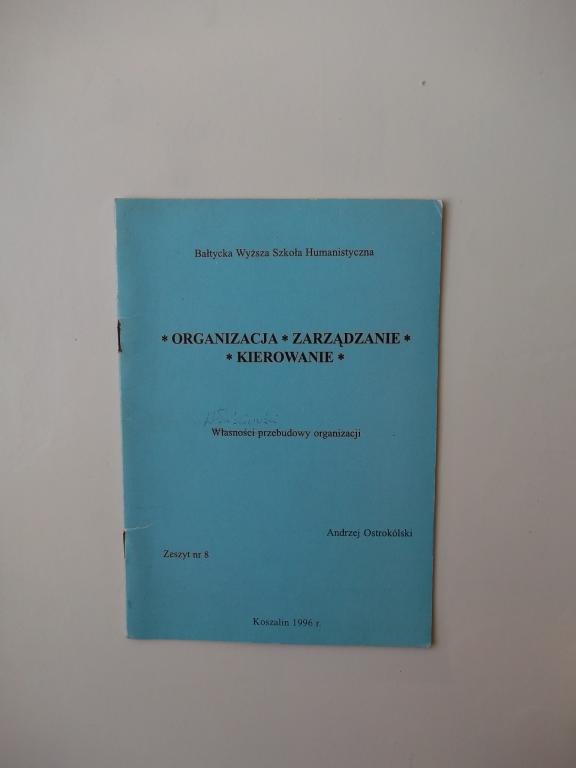 Bałtycka Wyższa Szkoła Humanistyczna
* ORGANIZACJA * ZARZĄDZANIE *
* KIEROWANIE *
Własności przebudowy organizacji
Andrzej Ostrokólski
Zeszyt nr 8
Koszalin 1996 r.